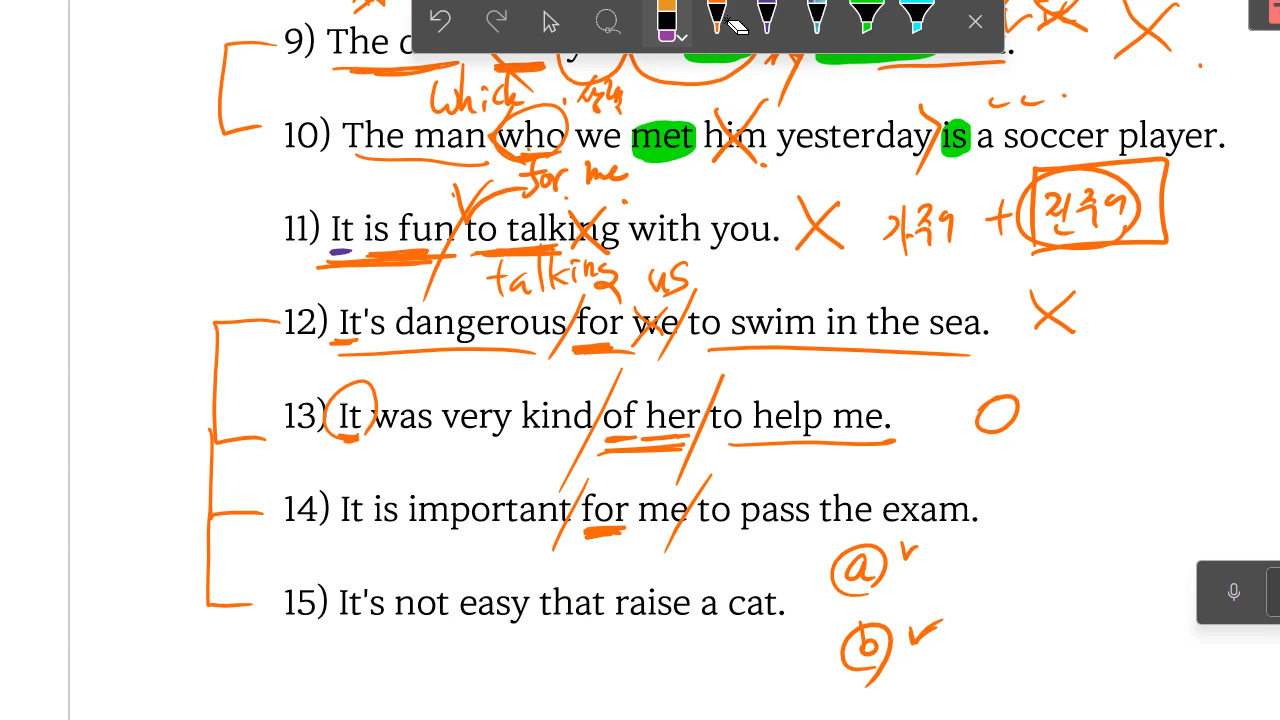 9) The
which
10) The man who we met him yesterday is a soccer player.
for me
11) It is fun to talking with you.
가주어 + 진주어
talking us
12) It's dangerous for we to swim in the sea.
13) It was very kind of her to help me.
14) It is important for me to pass the exam.
ⓐ
15) It's not easy that raise a cat.
ⓑ